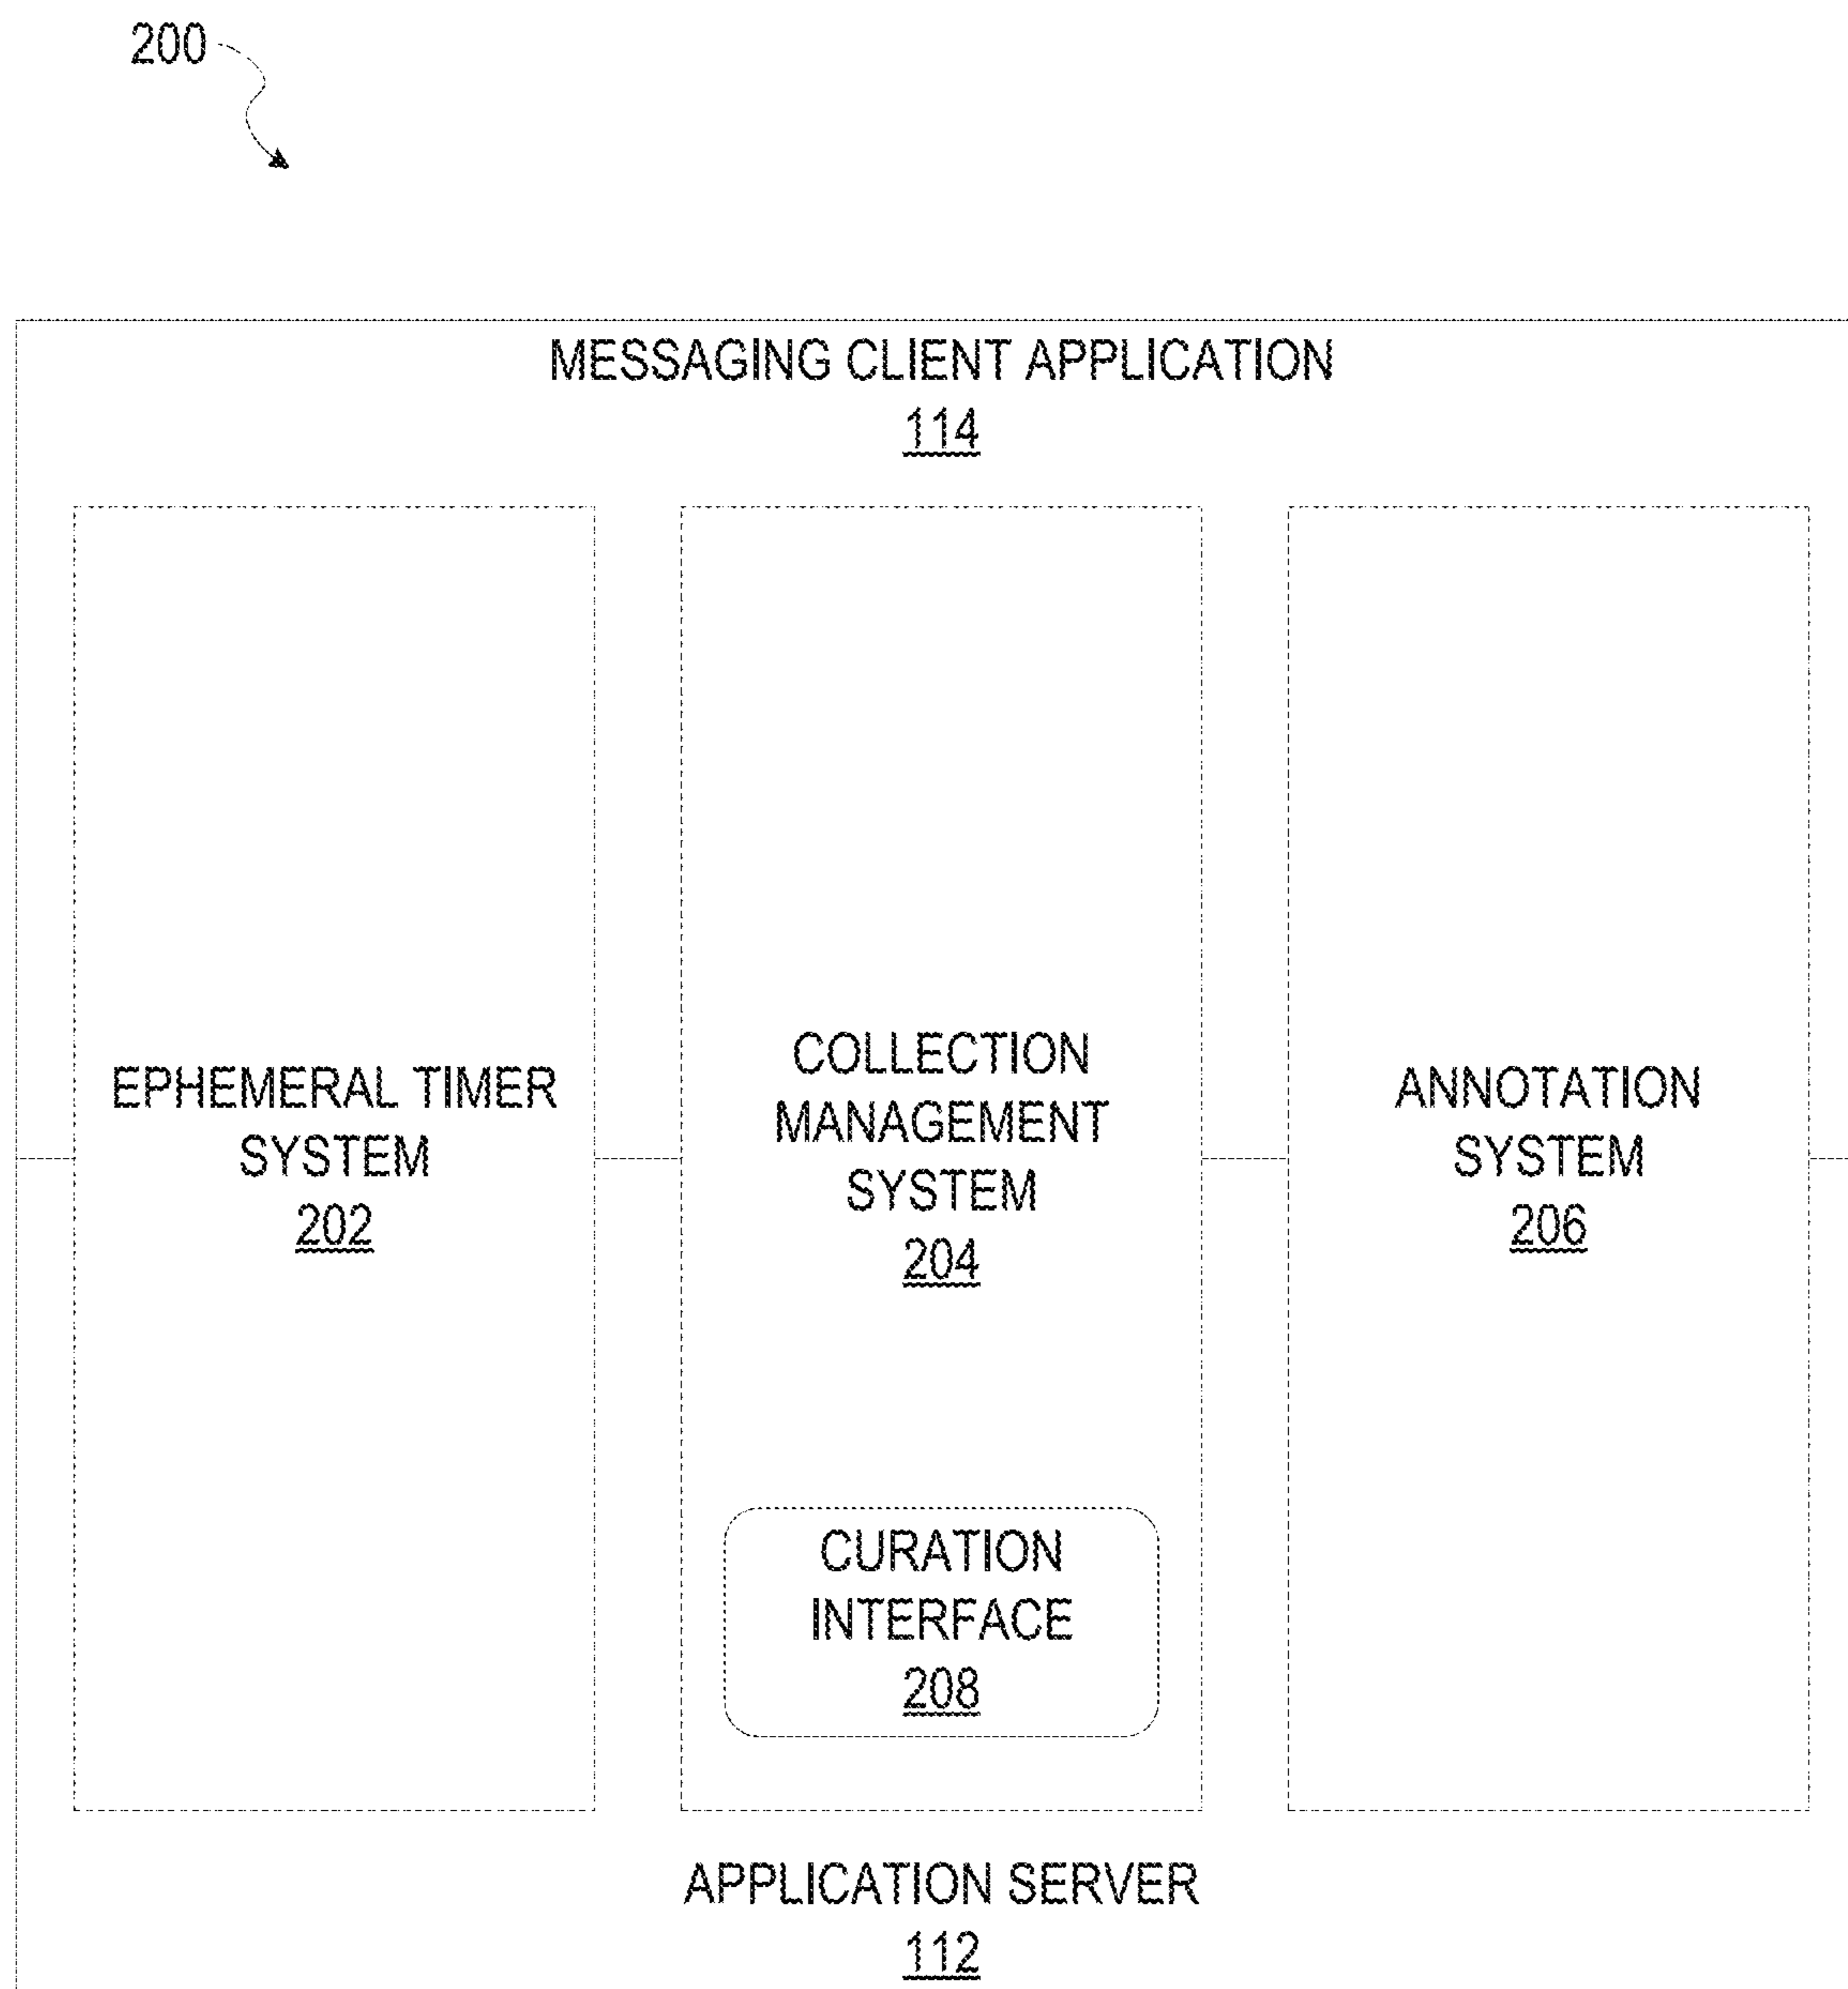 200
MESSAGING CLIENT APPLICATION
114
EPHEMERAL TIMER
SYSTEM
202
COLLECTION
MANAGEMENT
SYSTEM
204
ANNOTATION
SYSTEM
206
CURATION
INTERFACE
208
APPLICATION SERVER
112